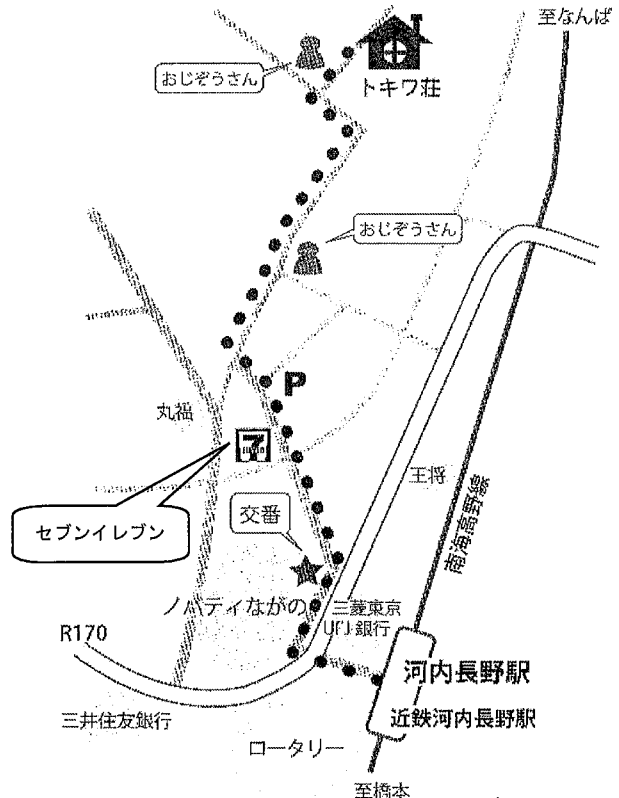 至なんば
おじぞうさん
トキワ荘
おじぞうさん
P
丸福
7
王将
セブンイレブン
交番
南海高野線
ノバティながの
三菱東京
UFJ 銀行
R170
河内長野駅
三井住友銀行
近鉄河内長野駅
ロータリー
至橋本